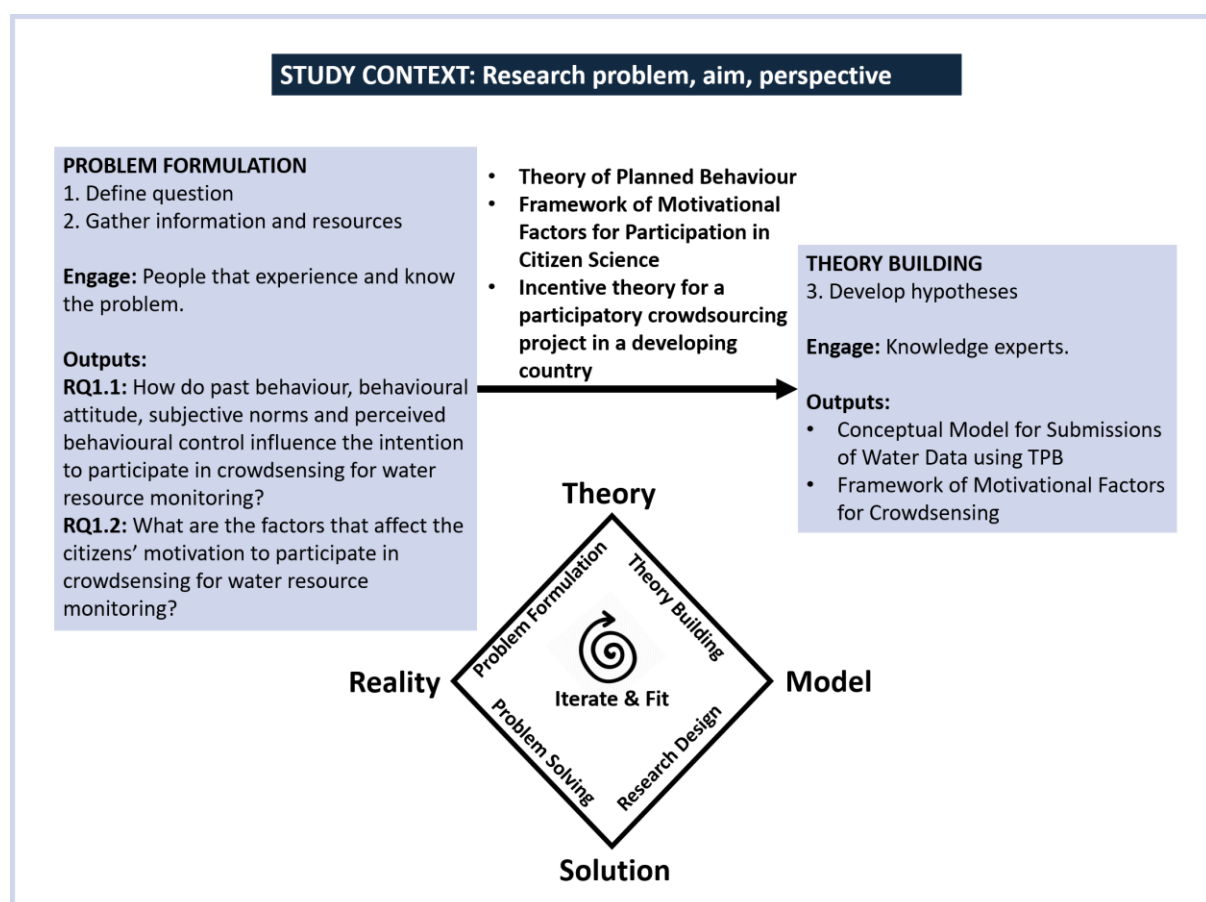 STUDY CONTEXT: Research problem, aim, perspective
PROBLEM FORMULATION
1. Define question
2. Gather information and resources
Engage: People that experience and know
the problem.
Outputs:
RQ1.1: How do past behaviour, behavioural
attitude, subjective norms and perceived
behavioural control influence the intention
to participate in crowdsensing for water
resource monitoring?
RQ1.2: What are the factors that affect the
citizens’ motivation to participate in
crowdsensing for water resource
monitoring?
• Theory of Planned Behaviour
• Framework of Motivational
Factors for Participation in
Citizen Science
• Incentive theory for a
participatory crowdsourcing
project in a developing
country
THEORY BUILDING
3. Develop hypotheses
Engage: Knowledge experts.
Outputs:
• Conceptual Model for Submissions
of Water Data using TPB
• Framework of Motivational Factors
for Crowdsensing
Theory
Problem Formulation
Theory Building
Reality
Iterate & Fit
Model
Problem Solving
Research Design
Solution